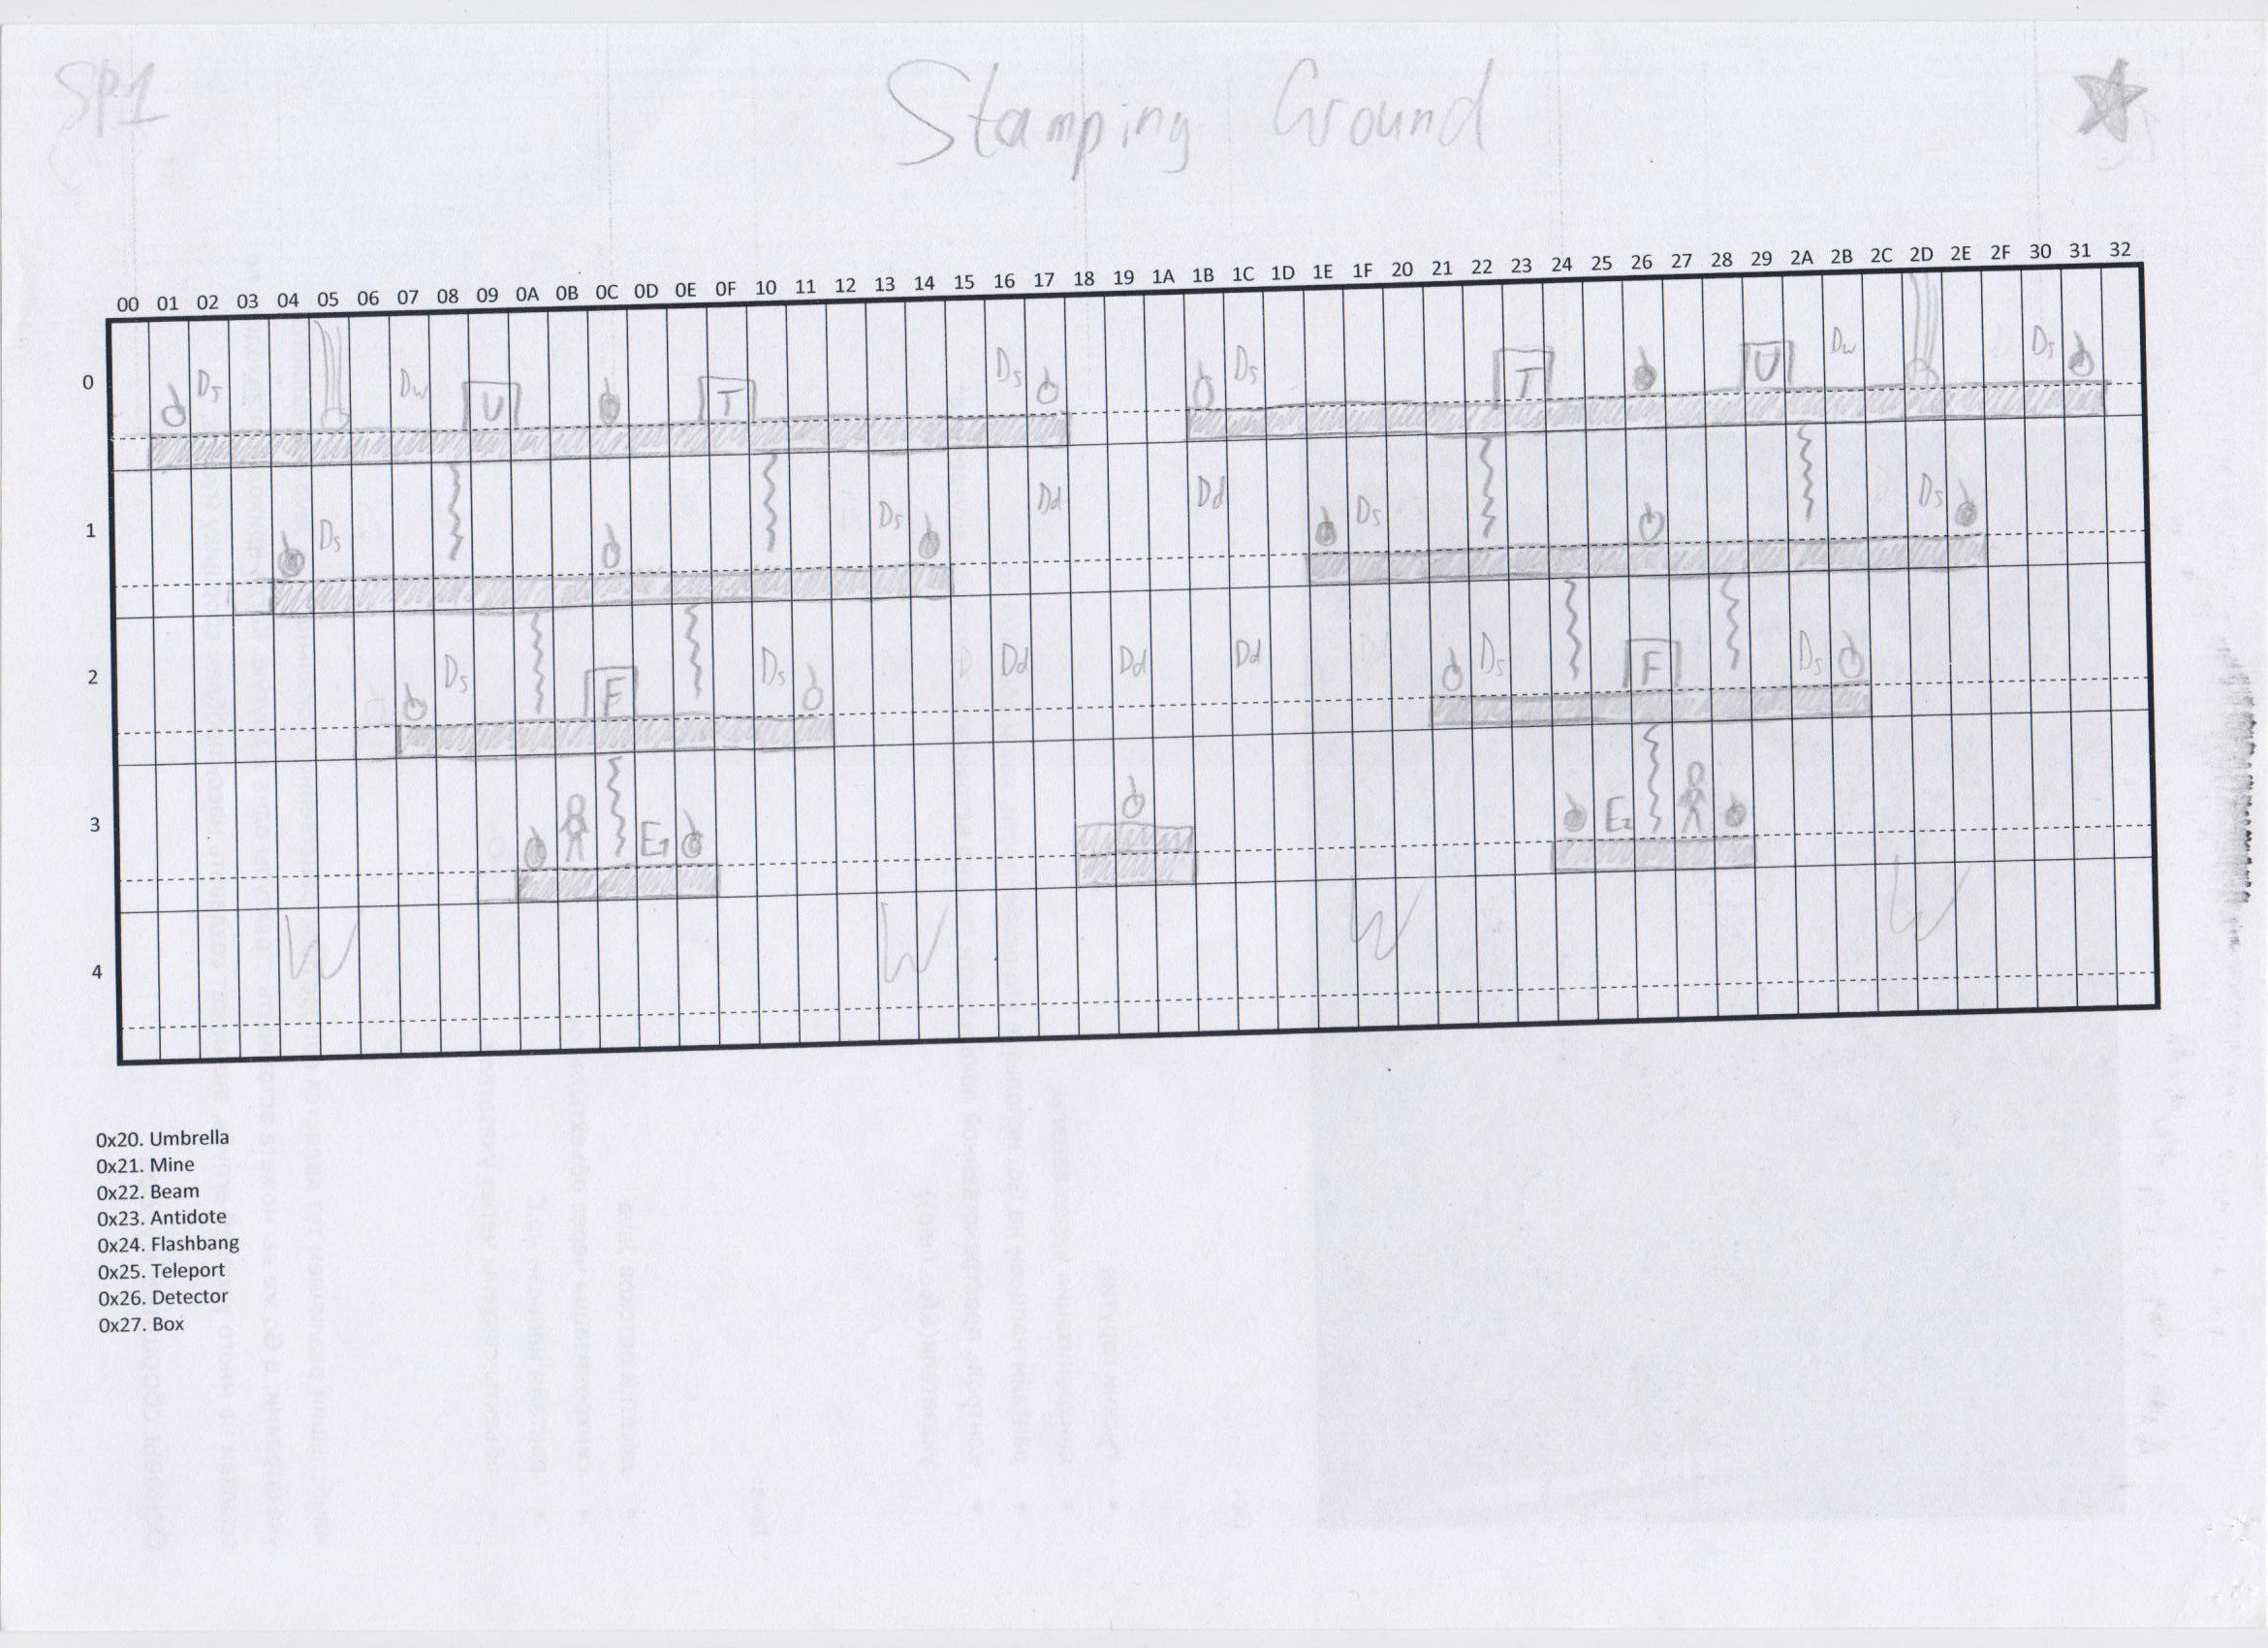 SP1
Stamping Ground
00 01 02 03 04 05 06 07 08 09 0A 0B 0C 0D 0E 0F 10 11 12 13 14 15 16 17 18 19 1A 1B 1C 1D 1E 1F 20 21 22 23 24 25 26 27 28 29 2A 2B 2C 2D 2E 2F 30 31 32
0 Ds Dw U T Ds Ds T U Dw Ds
1 Ds Ds Dd Dd Ds Ds
2 Ds F Ds Dd Dd Dd Ds F Ds
3 E1 E2
4 W W W W
0x20. Umbrella
0x21. Mine
0x22. Beam
0x23. Antidote
0x24. Flashbang
0x25. Teleport
0x26. Detector
0x27. Box